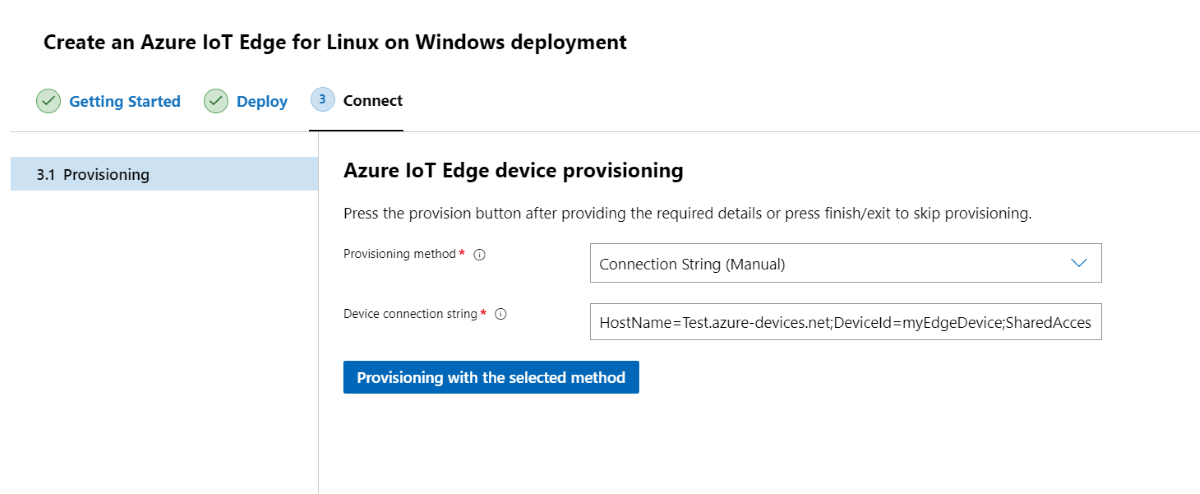 Create an Azure IoT Edge for Linux on Windows deployment
Getting Started Deploy 3 Connect
3.1 Provisioning
Azure IoT Edge device provisioning
Press the provision button after providing the required details or press finish/exit to skip provisioning.
Provisioning method *
Connection String (Manual)
Device connection string *
HostName=Test.azure-devices.net;DeviceId=myEdgeDevice;SharedAcces
Provisioning with the selected method